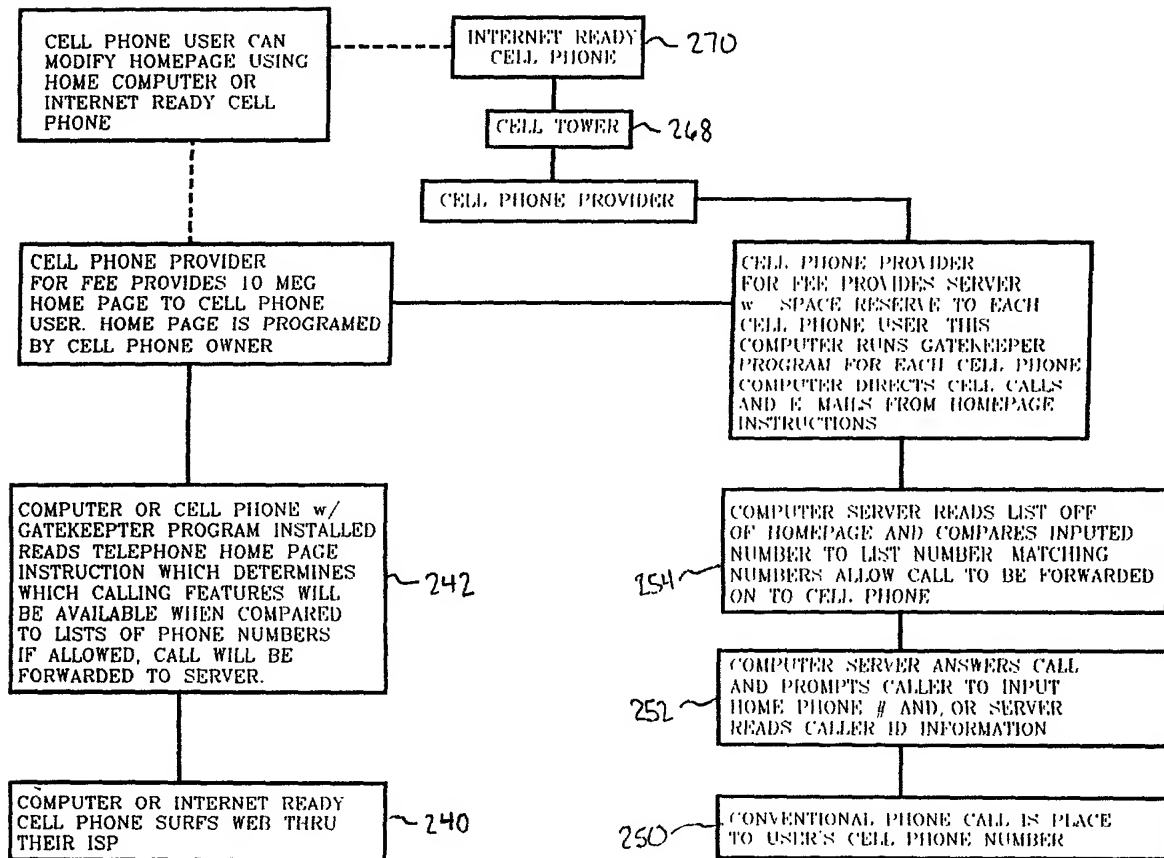 CELL PHONE USER CAN
MODIFY HOMEPAGE USING
HOME COMPUTER OR
INTERNET READY CELL
PHONE
INTERNET READY
CELL PHONE
270
CELL TOWER
268
CELL PHONE PROVIDER
CELL PHONE PROVIDER
FOR FEE PROVIDES 10 MEG
HOME PAGE TO CELL PHONE
USER. HOME PAGE IS PROGRAMED
BY CELL PHONE OWNER
CELL PHONE PROVIDER
FOR FEE PROVIDES SERVER
w SPACE RESERVE TO EACH
CELL PHONE USER THIS
COMPUTER RUNS GATEKEEPER
PROGRAM FOR EACH CELL PHONE
COMPUTER DIRECTS CELL CALLS
AND E MAILS FROM HOMEPAGE
INSTRUCTIONS
COMPUTER OR CELL PHONE w/
GATEKEEPTER PROGRAM INSTALLED
READS TELEPHONE HOME PAGE
INSTRUCTION WHICH DETERMINES
WHICH CALLING FEATURES WILL
BE AVAILABLE WHEN COMPARED
TO LISTS OF PHONE NUMBERS
IF ALLOWED, CALL WILL BE
FORWARDED TO SERVER.
242
COMPUTER SERVER READS LIST OFF
OF HOMEPAGE AND COMPARES INPUTED
NUMBER TO LIST NUMBER MATCHING
NUMBERS ALLOW CALL TO BE FORWARDED
ON TO CELL PHONE
254
COMPUTER SERVER ANSWERS CALL
AND PROMPTS CALLER TO INPUT
HOME PHONE # AND, OR SERVER
READS CALLER ID INFORMATION
252
COMPUTER OR INTERNET READY
CELL PHONE SURFS WEB THRU
THEIR ISP
240
CONVENTIONAL PHONE CALL IS PLACE
TO USER'S CELL PHONE NUMBER
250